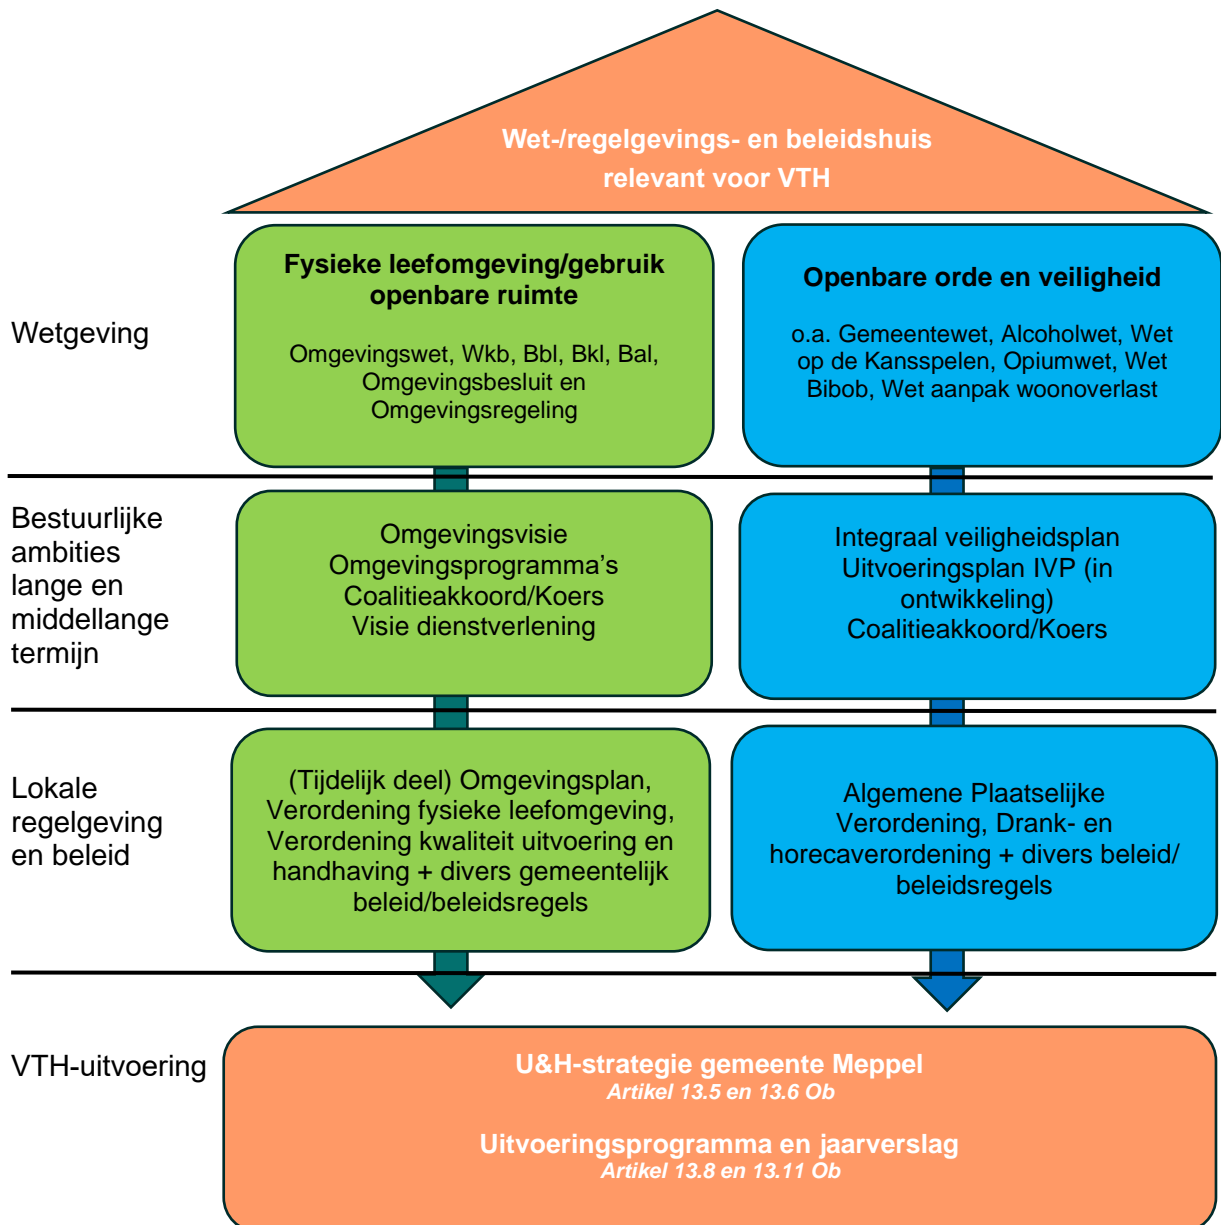 Wet-/regelgevings- en beleidshuis
relevant voor VTH
Wetgeving
Fysieke leefomgeving/gebruik
openbare ruimte
Omgevingswet, Wkb, Bbl, Bkl, Bal,
Omgevingsbesluit en
Omgevingsregeling
Openbare orde en veiligheid
o.a. Gemeentewet, Alcoholwet, Wet
op de Kansspelen, Opiumwet, Wet
Bibob, Wet aanpak woonoverlast
Bestuurlijke
ambities
lange en
middellange
termijn
Omgevingsvisie
Omgevingsprogramma’s
Coalitieakkoord/Koers
Visie dienstverlening
Integraal veiligheidsplan
Uitvoeringsplan IVP (in
ontwikkeling)
Coalitieakkoord/Koers
Lokale
regelgeving
en beleid
(Tijdelijk deel) Omgevingsplan,
Verordening fysieke leefomgeving,
Verordening kwaliteit uitvoering en
handhaving + divers gemeentelijk
beleid/beleidsregels
Algemene Plaatselijke
Verordening, Drank- en
horecaverordening + divers beleid/
beleidsregels
VTH-uitvoering
U&H-strategie gemeente Meppel
Artikel 13.5 en 13.6 Ob
Uitvoeringsprogramma en jaarverslag
Artikel 13.8 en 13.11 Ob